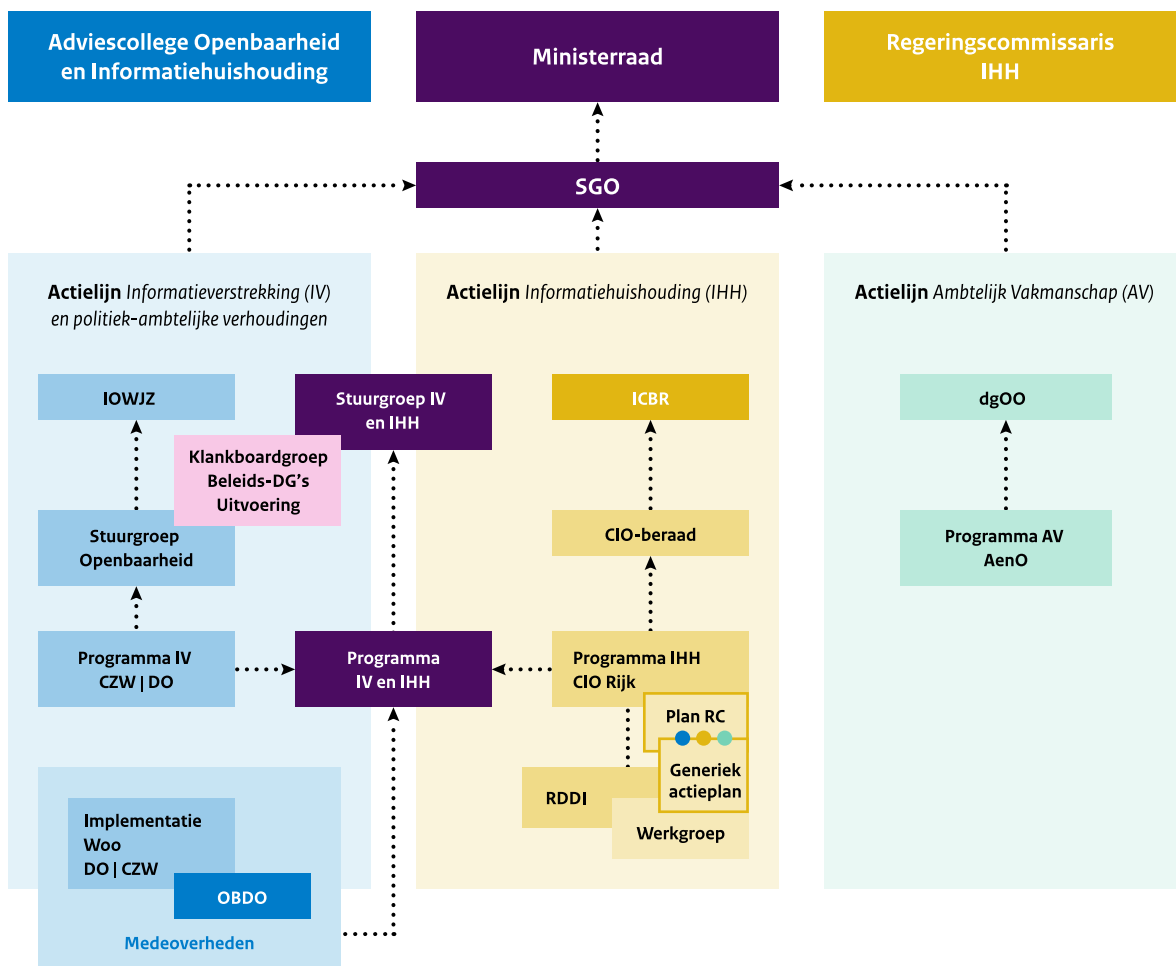 Adviescollege Openbaarheid
en Informatiehuishouding
Ministerraad
Regeringscommissaris
IHH
SGO
Actielijn Informatieverstrekking (IV)
en politiek-ambtelijke verhoudingen
Actielijn Informatiehuishouding (IHH)
Actielijn Ambtelijk Vakmanschap (AV)
IOWJZ
Stuurgroep IV
en IHH
ICBR
dgOO
Klankboardgroep
Beleids-DG's
Uitvoering
Stuurgroep
Openbaarheid
CIO-beraad
Programma AV
AenO
Programma IV
CZW | DO
Programma
IV en IHH
Programma IHH
CIO Rijk
Plan RC
Generiek
actieplan
RDDI
Werkgroep
Implementatie
Woo
DO | CZW
OBDO
Medeoverheden